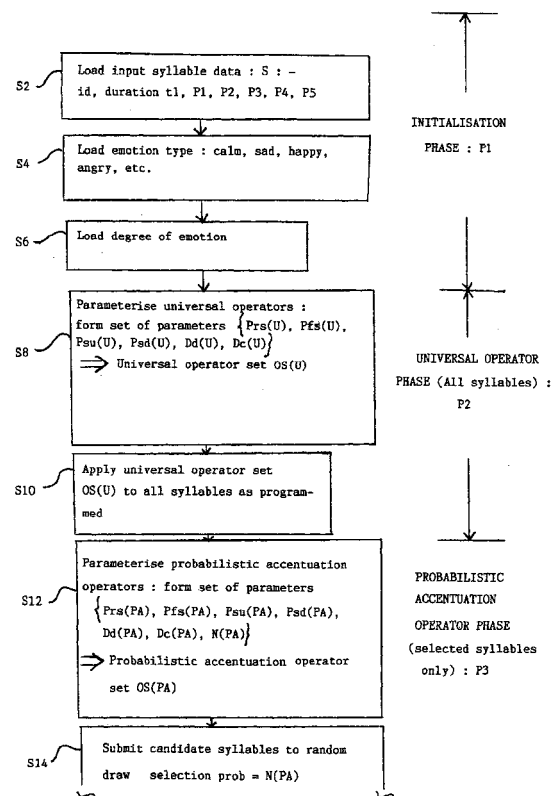 S2
Load input syllable data : S : -
id, duration t1, P1, P2, P3, P4, P5
INITIALISATION
PHASE : P1
S4
Load emotion type : calm, sad, happy,
angry, etc.
S6
Load degree of emotion
S8
Parameterise universal operators :
form set of parameters {Prs(U), Pfs(U),
Psu(U), Psd(U), Dd(U), Dc(U)}
⟹ Universal operator set OS(U)
UNIVERSAL OPERATOR
PHASE (All syllables) :
P2
S10
Apply universal operator set
OS(U) to all syllables as program-
med
S12
Parameterise probabilistic accentuation
operators : form set of parameters
{Prs(PA), Pfs(PA), Psu(PA), Psd(PA),
Dd(PA), Dc(PA), N(PA)}
⟹ Probabilistic accentuation operator
set OS(PA)
PROBABILISTIC
ACCENTUATION
OPERATOR PHASE
(selected syllables
only) : P3
S14
Submit candidate syllables to random
draw selection prob = N(PA)